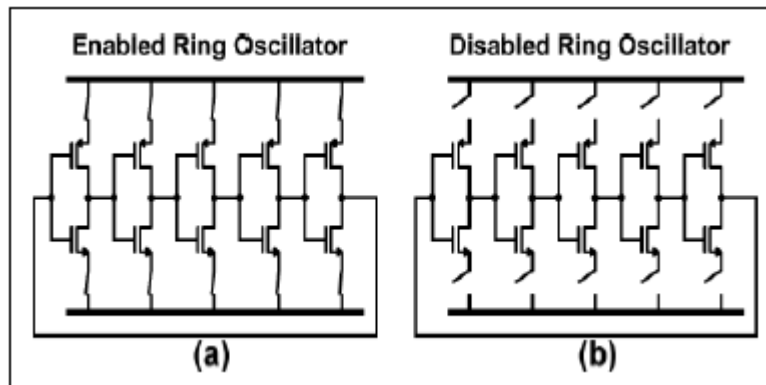 Enabled Ring Oscillator
Disabled Ring Oscillator
(a)
(b)